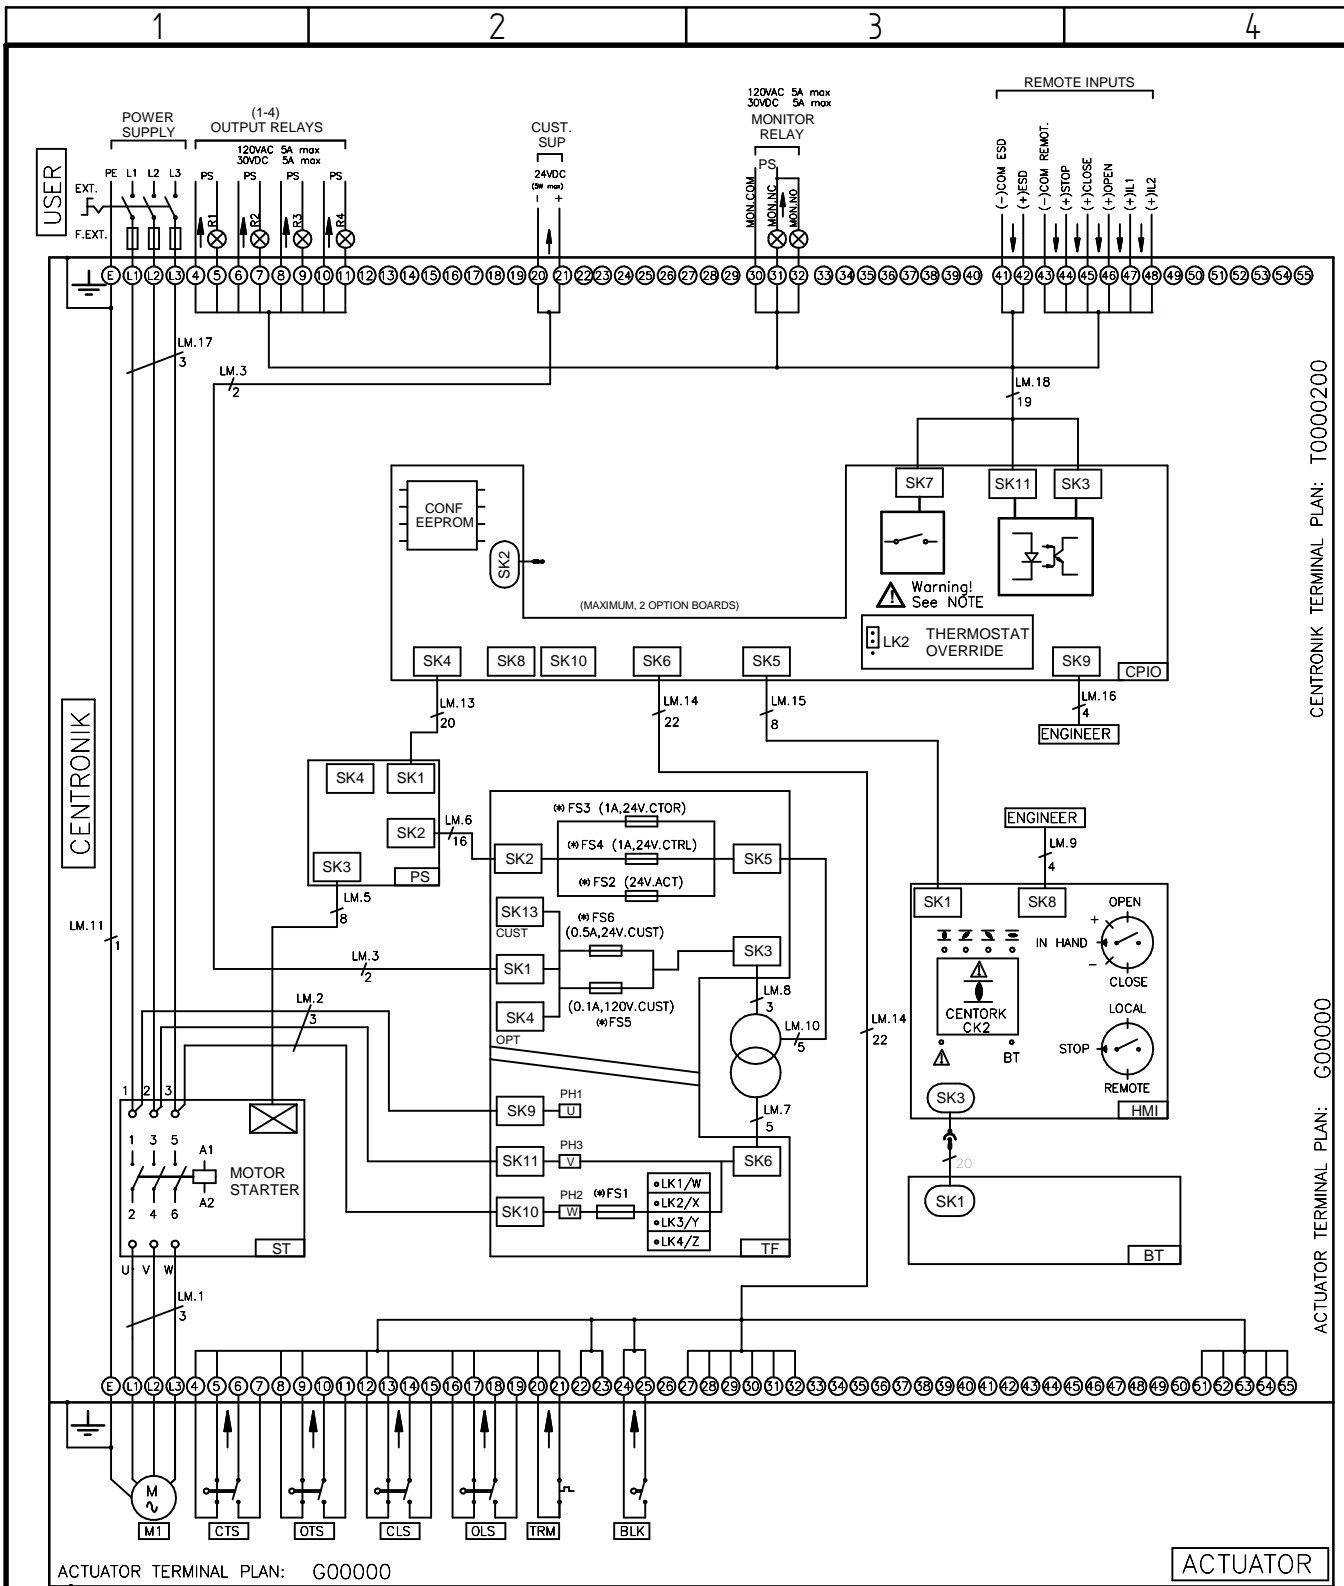 1 2 3 4
USER
POWER
SUPPLY
(1-4)
OUTPUT RELAYS
120VAC 5A max
30VDC 5A max
CUST.
SUP
24VDC
(5W max)
- +
120VAC 5A max
30VDC 5A max
MONITOR
RELAY
PS
REMOTE INPUTS
PE L1 L2 L3
PS PS PS PS
EXT.
F.EXT.
R1 R2 R3 R4
MON.COM
MON.NC
MON.NO
(-)COM ESD
(+)ESD
(-)COM REMOT.
(+)STOP
(+)CLOSE
(+)OPEN
(+)IL1
(+)IL2
E L1 L2 L3 4 5 6 7 8 9 10 11 12 13 14 15 16 17 18 19 20 21 22 23 24 25 26 27 28 29 30 31 32 33 34 35 36 37 38 39 40 41 42 43 44 45 46 47 48 49 50 51 52 53 54 55
LM.17
3
LM.3
2
LM.18
19
CENTRONIK TERMINAL PLAN: T0000200
CONF
EEPROM
SK2
SK7 SK11 SK3
Warning!
See NOTE
(MAXIMUM, 2 OPTION BOARDS)
LK2
THERMOSTAT
OVERRIDE
SK4 SK8 SK10 SK6 SK5 SK9
CPIO
LM.13
20
LM.14
22
LM.15
8
LM.16
4
ENGINEER
CENTRONIK
SK4 SK1
SK2
SK3
PS
LM.6
16
LM.5
8
(*)FS3 (1A,24V.CTOR)
(*)FS4 (1A,24V.CTRL)
(*)FS2 (24V.ACT)
SK2 SK5
SK13
CUST
(*)FS6
(0.5A,24V.CUST)
SK1 SK3
(0.1A,120V.CUST)
(*)FS5
SK4
OPT
LM.3
2
LM.8
3
LM.10
5
LM.7
5
LM.14
22
LM.11
1
LM.2
3
SK9
PH1
U
SK11
PH3
V
SK6
SK10
PH2
W
(*)FS1
LK1/W
LK2/X
LK3/Y
LK4/Z
TF
1 2 3
1 3 5
A1
A2
MOTOR
STARTER
2 4 6
ST
U V W
LM.1
3
ENGINEER
LM.9
4
SK1 SK8
OPEN
+
IN HAND
-
CLOSE
CENTORK
CK2
BT
LOCAL
STOP
REMOTE
SK3
HMI
20
SK1
BT
ACTUATOR TERMINAL PLAN: G00000
E L1 L2 L3 4 5 6 7 8 9 10 11 12 13 14 15 16 17 18 19 20 21 22 23 24 25 26 27 28 29 30 31 32 33 34 35 36 37 38 39 40 41 42 43 44 45 46 47 48 49 50 51 52 53 54 55
M
M1 CTS OTS CLS OLS TRM BLK
ACTUATOR TERMINAL PLAN: G00000
ACTUATOR